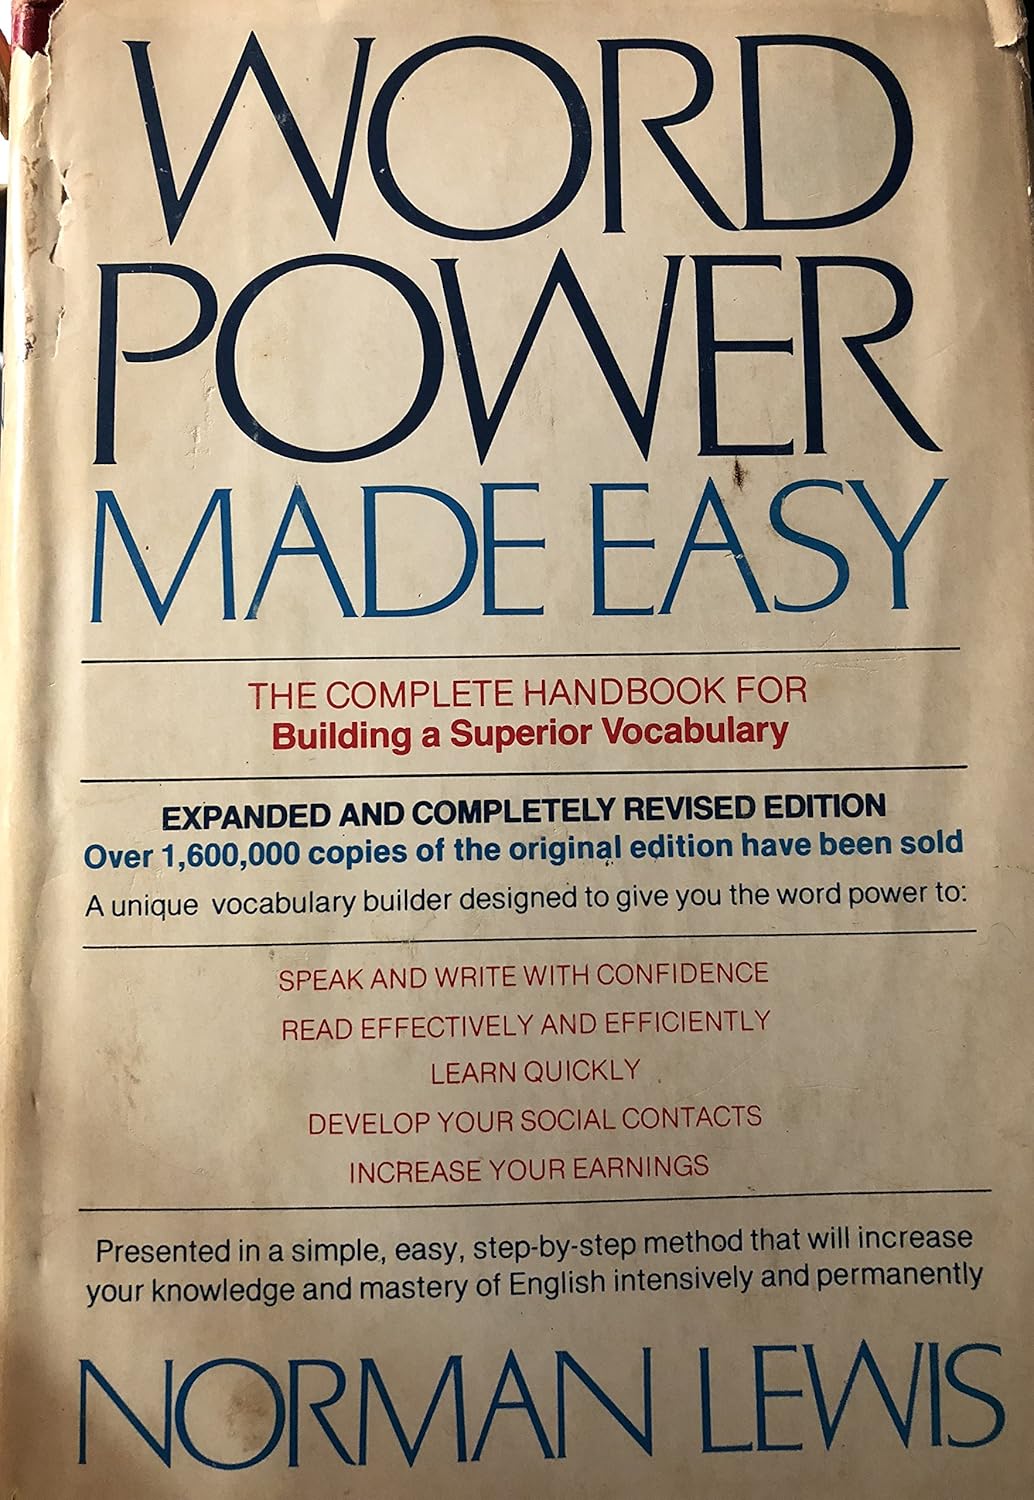 WORD
POWER
MADE EASY
THE COMPLETE HANDBOOK FOR
Building a Superior Vocabulary
EXPANDED AND COMPLETELY REVISED EDITION
Over 1,600,000 copies of the original edition have been sold
A unique vocabulary builder designed to give you the word power to:
SPEAK AND WRITE WITH CONFIDENCE
READ EFFECTIVELY AND EFFICIENTLY
LEARN QUICKLY
DEVELOP YOUR SOCIAL CONTACTS
INCREASE YOUR EARNINGS
Presented in a simple, easy, step-by-step method that will increase
your knowledge and mastery of English intensively and permanently
NORMAN LEWIS